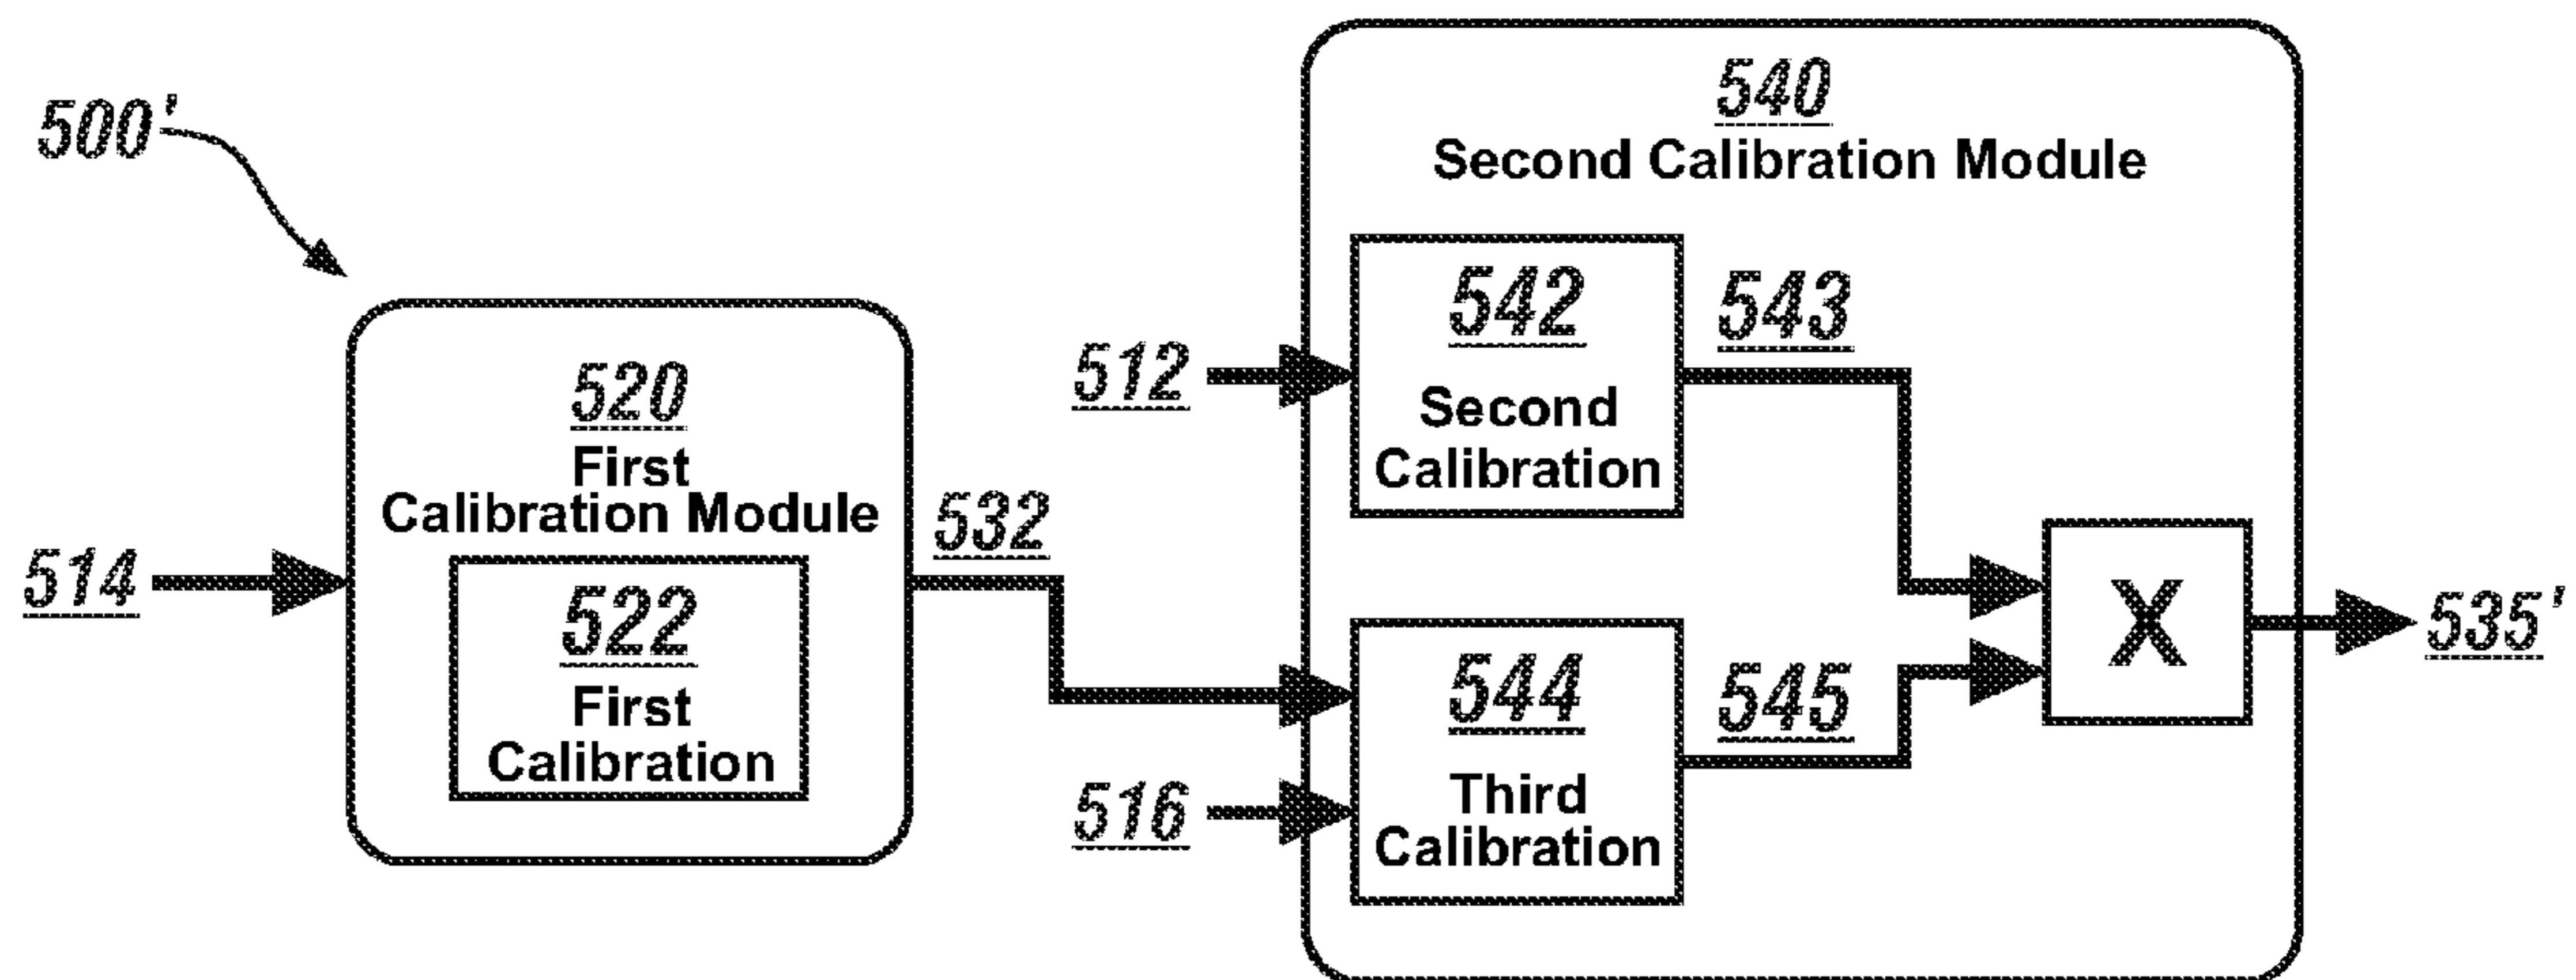 500'
514
520
First
Calibration Module
522
First
Calibration
532
512
516
540
Second Calibration Module
542
Second
Calibration
543
544
Third
Calibration
545
X
535'